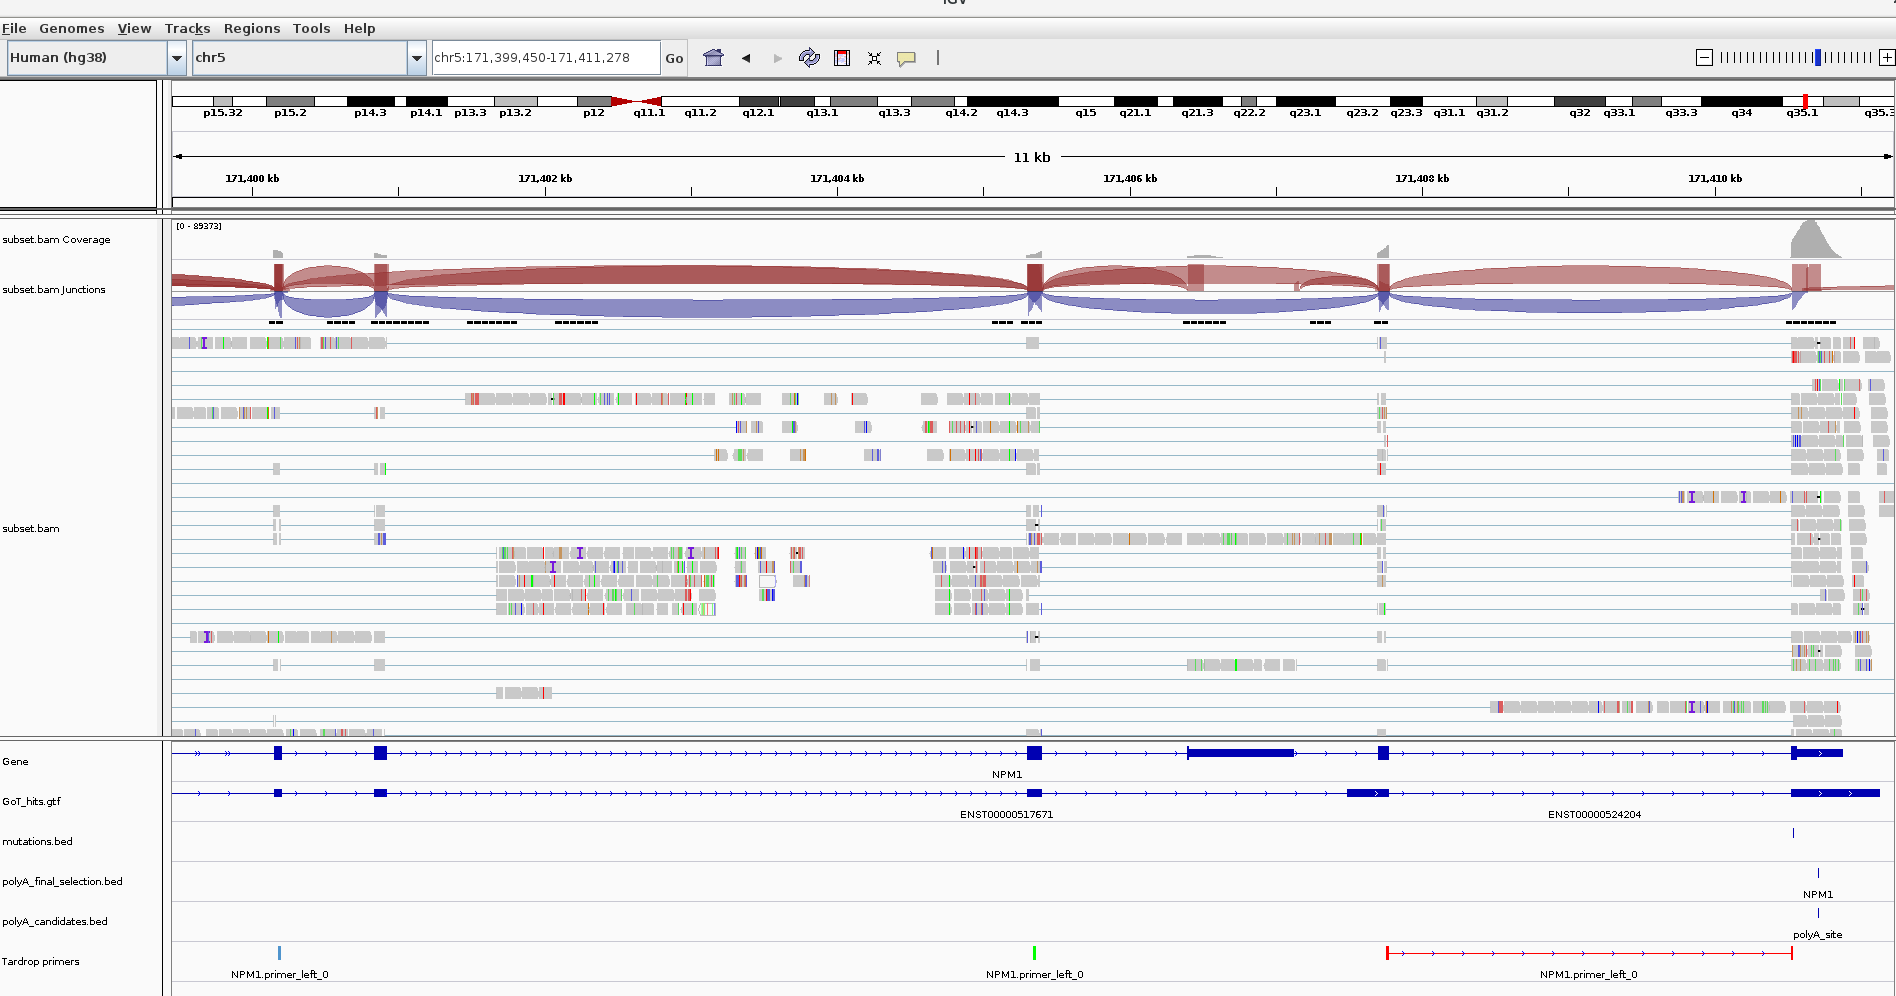 IGV
File Genomes View Tracks Regions Tools Help
Human (hg38) chr5 chr5:171,399,450-171,411,278 Go
p15.32 p15.2 p14.3 p14.1 p13.3 p13.2 p12 q11.1 q11.2 q12.1 q13.1 q13.3 q14.2 q14.3 q15 q21.1 q21.3 q22.2 q23.1 q23.2 q23.3 q31.1 q31.2 q32 q33.1 q33.3 q34 q35.1 q35.3
11 kb
171,400 kb 171,402 kb 171,404 kb 171,406 kb 171,408 kb 171,410 kb
[0 - 89373]
subset.bam Coverage
subset.bam Junctions
subset.bam
Gene
NPM1
GoT_hits.gtf
ENST00000517671 ENST00000524204
mutations.bed
polyA_final_selection.bed
NPM1
polyA_candidates.bed
polyA_site
Tardrop primers
NPM1.primer_left_0 NPM1.primer_left_0 NPM1.primer_left_0